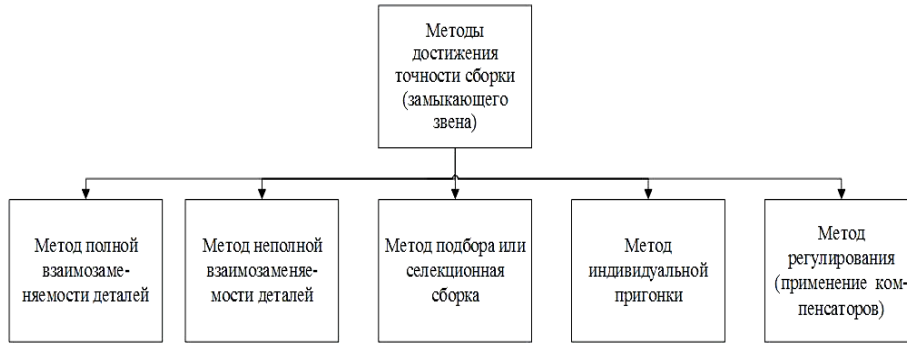 Методы
достижения
точности сборки
(замыкающего
звена)
Метод полной
взаимозаме-
няемости деталей
Метод неполной
взаимозаменяе-
мости деталей
Метод подбора или
селекционная
сборка
Метод
индивидуальной
пригонки
Метод
регулирования
(применение ком-
пенсаторов)